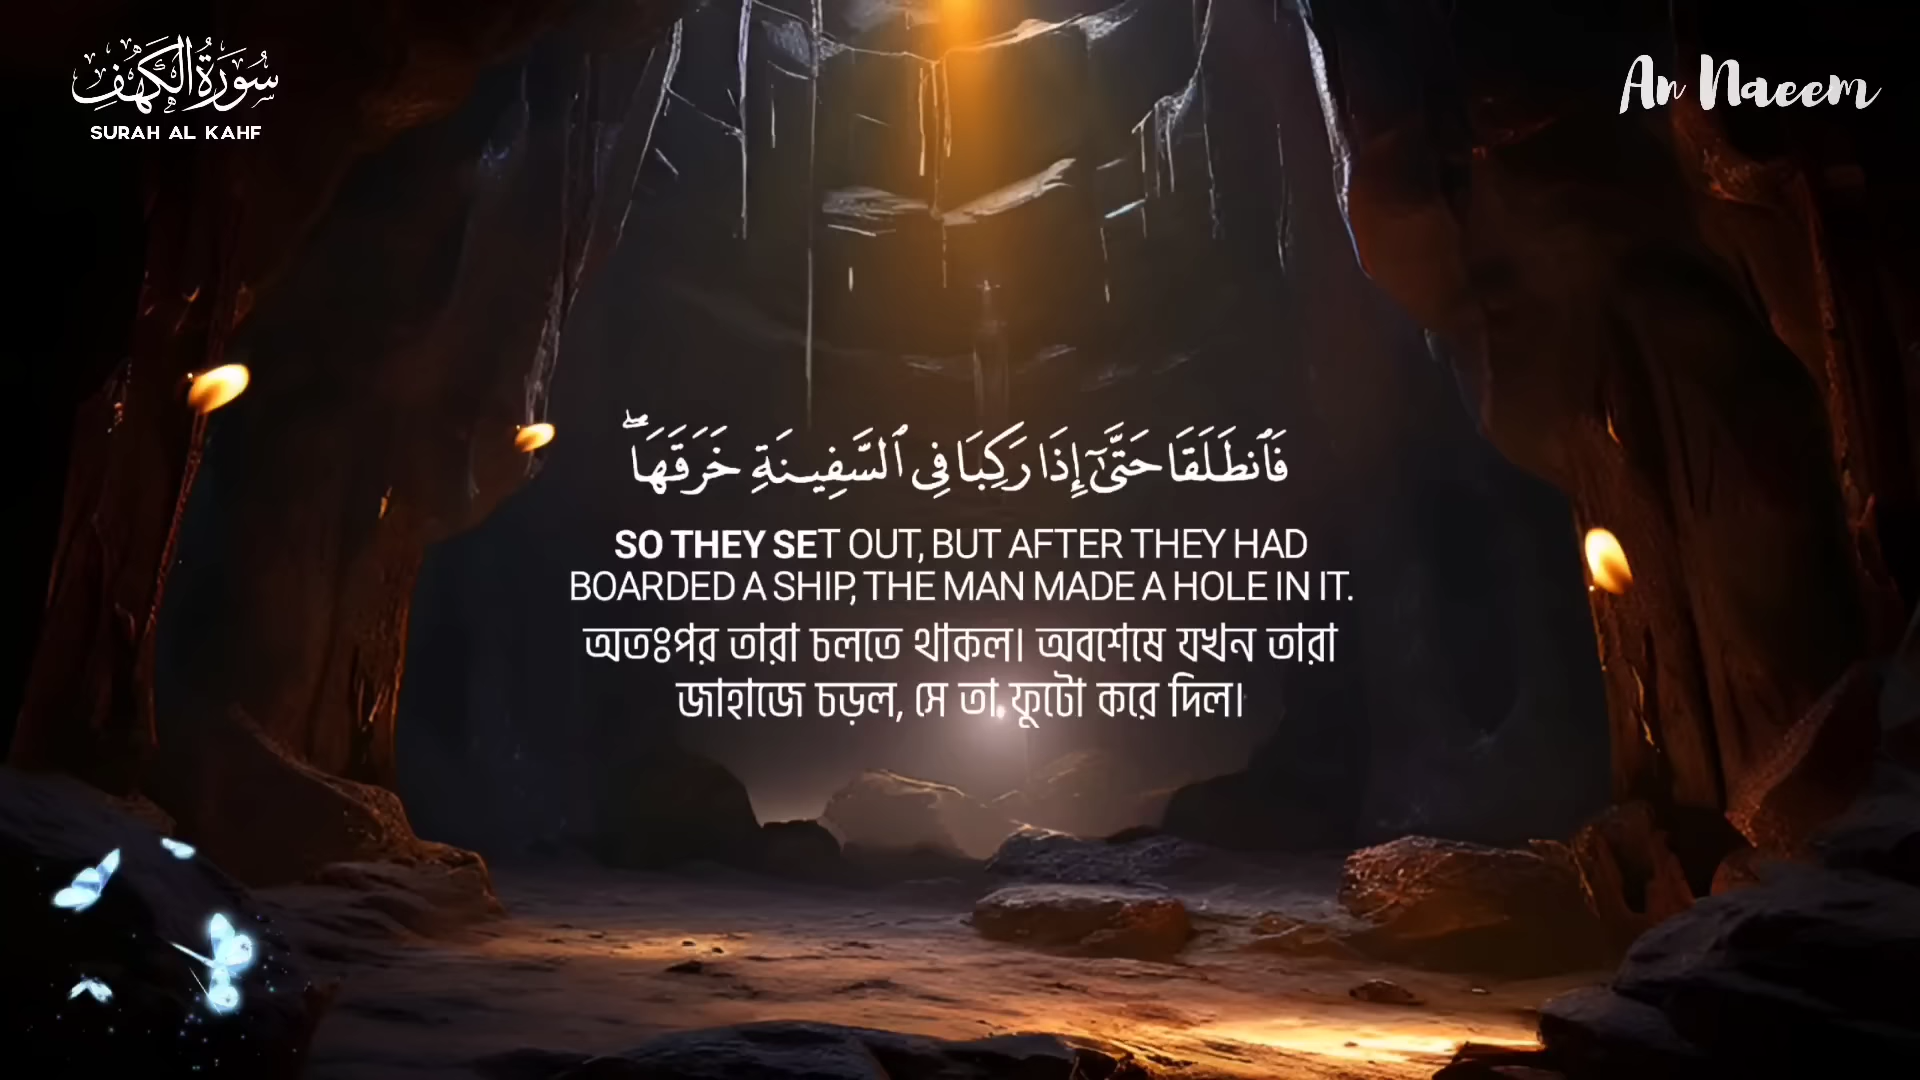 سُورَةُ الكَهْفِ
SURAH AL KAHF
An Naeem
فَٱنطَلَقَا حَتَّىٰٓ إِذَا رَكِبَا فِى ٱلسَّفِينَةِ خَرَقَهَا ۖ
SO THEY SET OUT, BUT AFTER THEY HAD
BOARDED A SHIP, THE MAN MADE A HOLE IN IT.
অতঃপর তারা চলতে থাকল। অবশেষে যখন তারা
জাহাজে চড়ল, সে তা ফুটো করে দিল।